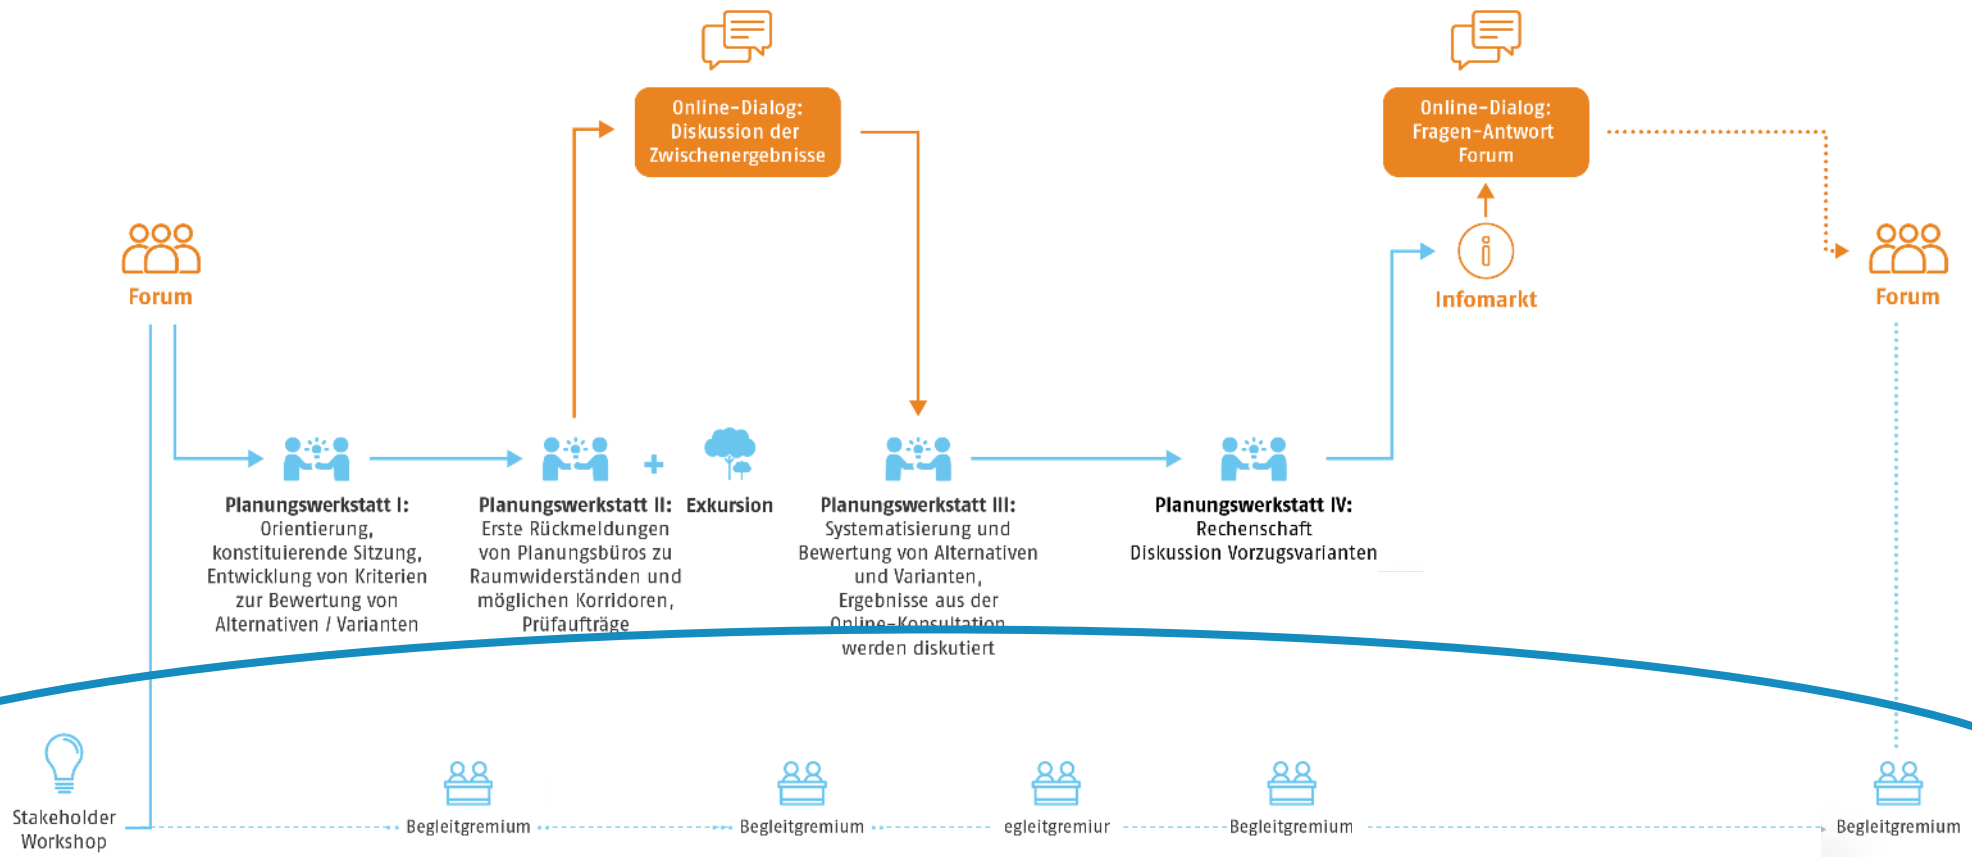 Online-Dialog:
Diskussion der
Zwischenergebnisse
Online-Dialog:
Fragen-Antwort
Forum
Forum
Infomarkt
Forum
Planungswerkstatt I:
Orientierung,
konstituierende Sitzung,
Entwicklung von Kriterien
zur Bewertung von
Alternativen / Varianten
Planungswerkstatt II:
Erste Rückmeldungen
von Planungsbüros zu
Raumwiderständen und
möglichen Korridoren,
Prüfaufträge
Exkursion
Planungswerkstatt III:
Systematisierung und
Bewertung von Alternativen
und Varianten,
Ergebnisse aus der
Online-Konsultation
werden diskutiert
Planungswerkstatt IV:
Rechenschaft
Diskussion Vorzugsvarianten
Stakeholder
Workshop
Begleitgremium
Begleitgremium
egleitgremiur
Begleitgremium
Begleitgremium